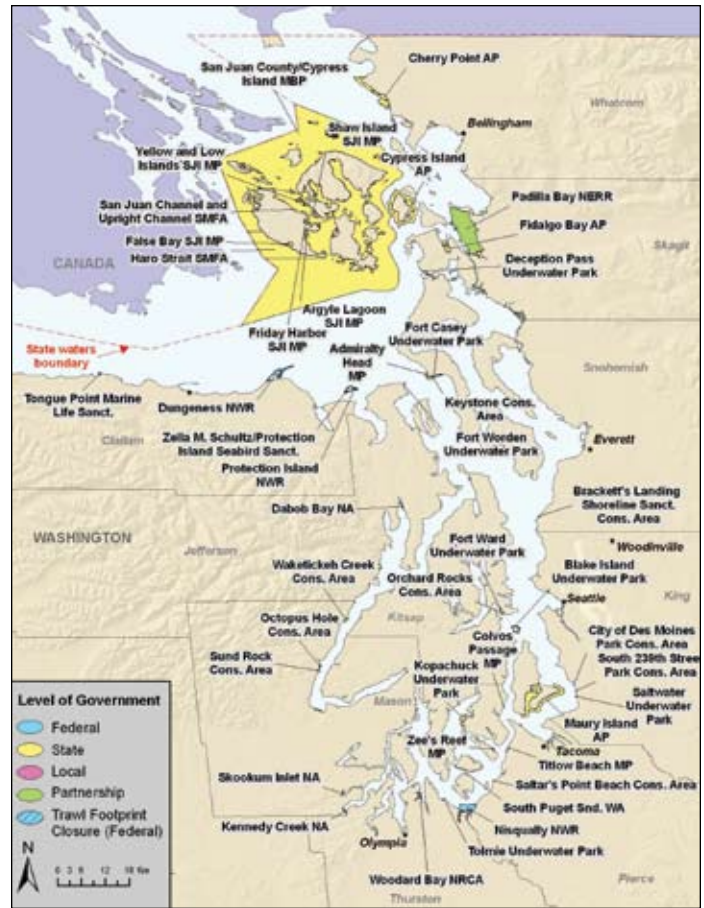 San Juan County/Cypress
Island MBP
Cherry Point AP
Whatcom
Bellingham
Shaw Island
SJI MP
Yellow and Low
Islands SJI MP
Cypress Island
AP
Padilla Bay NERR
San Juan Channel and
Upright Channel SMFA
Fidalgo Bay AP
False Bay SJI MP
Haro Strait SMFA
Skagit
CANADA
Deception Pass
Underwater Park
Argyle Lagoon
SJI MP
Friday Harbor
SJI MP
Fort Casey
Underwater Park
State waters
boundary
Admiralty
Head
MP
Snohomish
Tongue Point Marine
Life Sanct.
Dungeness NWR
Keystone Cons.
Area
Clallam
Zella M. Schultz/Protection
Island Seabird Sanct.
Fort Worden
Underwater Park
Everett
Protection Island
NWR
Dabob Bay NA
Brackett's Landing
Shoreline Sanct.
Cons. Area
WASHINGTON
Jefferson
Fort Ward
Underwater Park
Woodinville
Waketickeh Creek
Cons. Area
Orchard Rocks
Cons. Area
Blake Island
Underwater Park
Seattle
King
Octopus Hole
Cons. Area
Kitsap
Colvos
Passage
MP
City of Des Moines
Park Cons. Area
South 239th Street
Park Cons. Area
Sund Rock
Cons. Area
Kopachuck
Underwater
Park
Saltwater
Underwater
Park
Mason
Maury Island
AP
Zee's Reef
MP
Tacoma
Titlow Beach MP
Skookum Inlet NA
Saltar's Point Beach Cons. Area
South Puget Snd. WA
Kennedy Creek NA
Nisqually NWR
Olympia
Tolmie Underwater Park
Woodard Bay NRCA
Pierce
Thurston
Level of Government
Federal
State
Local
Partnership
Trawl Footprint
Closure (Federal)
N
0 3 6 12 18 Km